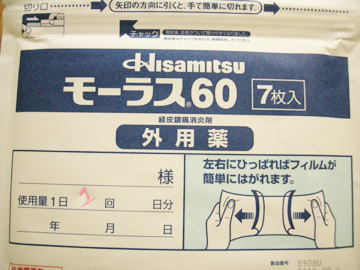 切り口
矢印の方向に引くと、手で簡単に切れます。
チャック
Hisamitsu
モーラス®60
7枚入
経皮鎮痛消炎剤
外用薬
様
使用量1日 1 回 日分
年 月 日
左右にひっぱればフィルムが
簡単にはがれます。
製造番号 G908U